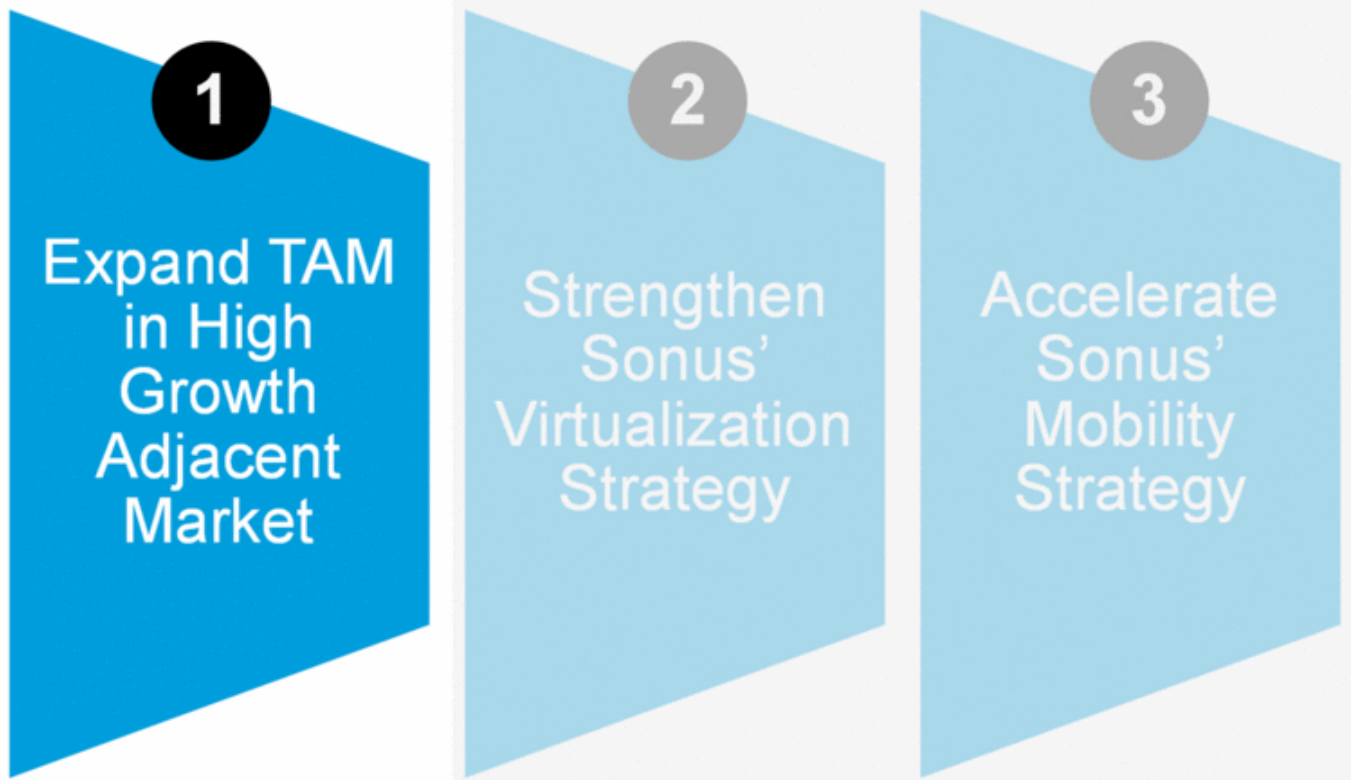 1
Expand TAM
in High
Growth
Adjacent
Market
2
Strengthen
Sonus’
Virtualization
Strategy
3
Accelerate
Sonus’
Mobility
Strategy